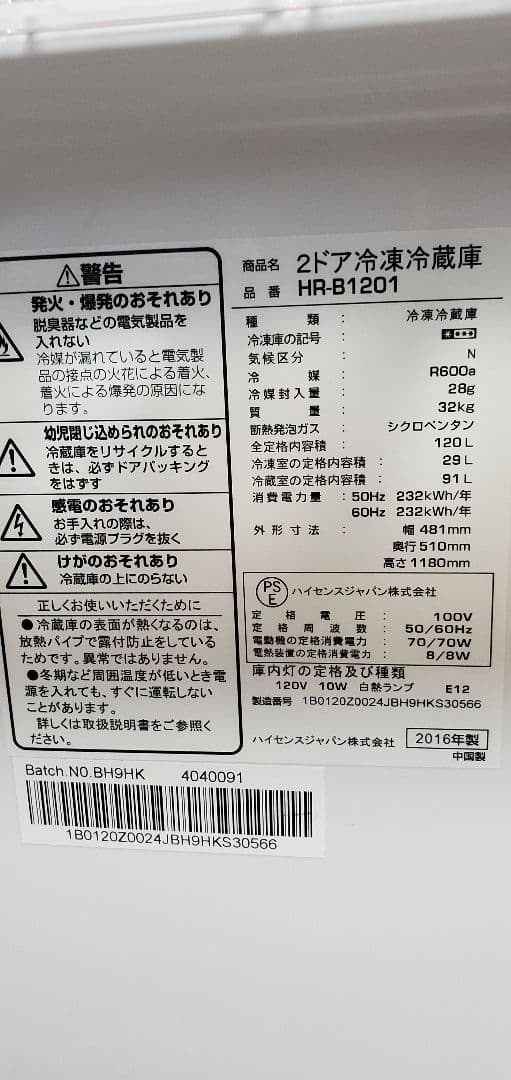 ⚠警告
発火・爆発のおそれあり
脱臭器などの電気製品を
入れない
冷媒が漏れていると電気製
品の接点の火花による着火、
着火による爆発の原因にな
ります。
幼児閉じ込められのおそれあり
冷蔵庫をリサイクルすると
きは、必ずドアパッキング
をはずす
感電のおそれあり
お手入れの際は、
必ず電源プラグを抜く
けがのおそれあり
冷蔵庫の上にのらない
正しくお使いいただくために
●冷蔵庫の表面が熱くなるのは、
放熱パイプで露付防止をしている
ためです。異常ではありません。
●冬期など周囲温度が低いとき電
源を入れても、すぐに運転しない
ことがあります。
詳しくは取扱説明書をご参照く
ださい。
商品名 2ドア冷凍冷蔵庫
品番 HR-B1201
種類 : 冷凍冷蔵庫
冷凍庫の記号 :
気候区分 : N
冷媒 : R600a
冷媒封入量 : 28g
質量 : 32kg
断熱発泡ガス : シクロペンタン
全定格内容積 : 120L
冷凍室の定格内容積 : 29L
冷蔵室の定格内容積 : 91L
消費電力量 : 50Hz 232kWh/年
60Hz 232kWh/年
外形寸法 : 幅 481mm
奥行510mm
高さ1180mm
PSE ハイセンスジャパン株式会社
定格電圧 : 100V
定格周波数 : 50/60Hz
電動機の定格消費電力 : 70/70W
電熱装置の定格消費電力 : 8/8W
庫内灯の定格及び種類
120V 10W 白熱ランプ E12
製造番号 1B0120Z0024JBH9HKS30566
ハイセンスジャパン株式会社 2016年製
中国製
Batch.NO.BH9HK 4040091
1B0120Z0024JBH9HKS30566